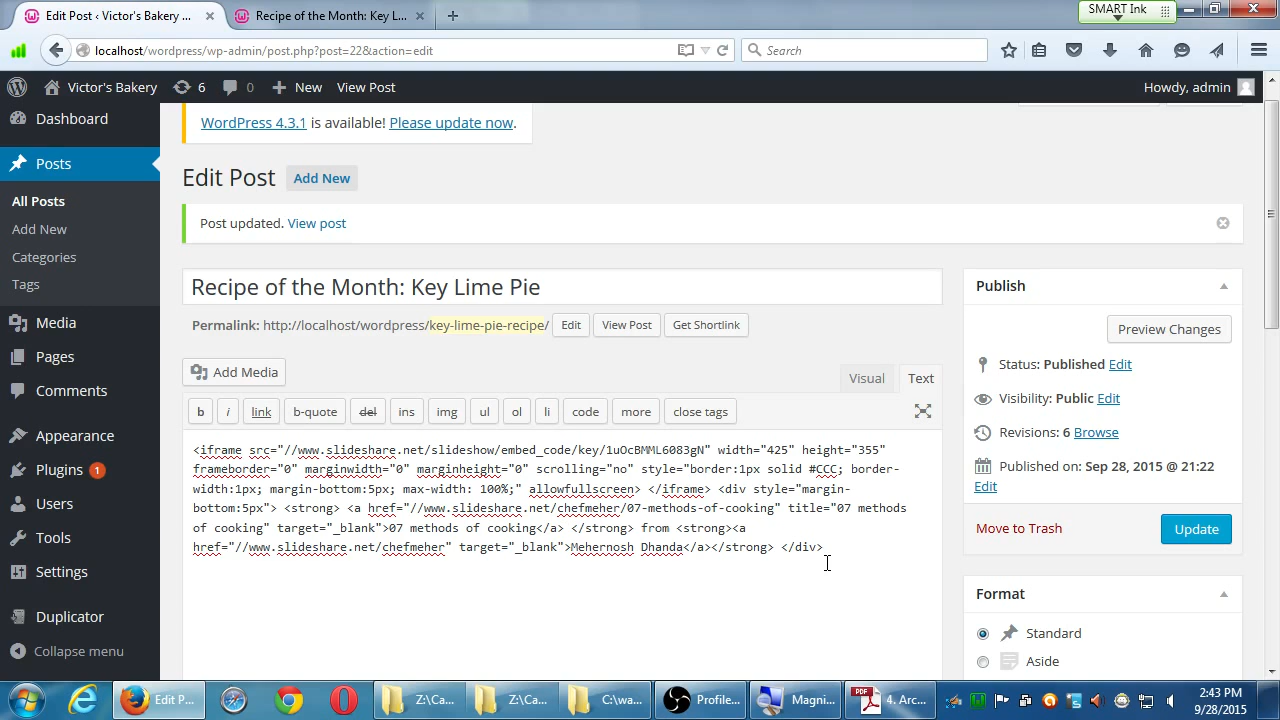 Edit Post ‹ Victor's Bakery ...
Recipe of the Month: Key L...
SMART Ink
localhost/wordpress/wp-admin/post.php?post=22&action=edit
Search
Victor's Bakery
6
0
New
View Post
Howdy, admin
Dashboard
Posts
All Posts
Add New
Categories
Tags
Media
Pages
Comments
Appearance
Plugins 1
Users
Tools
Settings
Duplicator
Collapse menu
WordPress 4.3.1 is available! Please update now.
Edit Post
Add New
Post updated. View post
Recipe of the Month: Key Lime Pie
Permalink: http://localhost/wordpress/key-lime-pie-recipe/
Edit
View Post
Get Shortlink
Add Media
Visual
Text
b
i
link
b-quote
del
ins
img
ul
ol
li
code
more
close tags
<iframe src="//www.slideshare.net/slideshow/embed_code/key/1uOcBMML6083gN" width="425" height="355"
frameborder="0" marginwidth="0" marginheight="0" scrolling="no" style="border:1px solid #CCC; border-
width:1px; margin-bottom:5px; max-width: 100%;" allowfullscreen> </iframe> <div style="margin-
bottom:5px"> <strong> <a href="//www.slideshare.net/chefmeher/07-methods-of-cooking" title="07 methods
of cooking" target="_blank">07 methods of cooking</a> </strong> from <strong><a
href="//www.slideshare.net/chefmeher" target="_blank">Mehernosh Dhanda</a></strong> </div>
Publish
Preview Changes
Status: Published Edit
Visibility: Public Edit
Revisions: 6 Browse
Published on: Sep 28, 2015 @ 21:22
Edit
Move to Trash
Update
Format
Standard
Aside
Edit P...
Z:\Ca...
Z:\Ca...
C:\wa...
Profile...
Magni...
PDF
4. Arc...
2:43 PM
9/28/2015